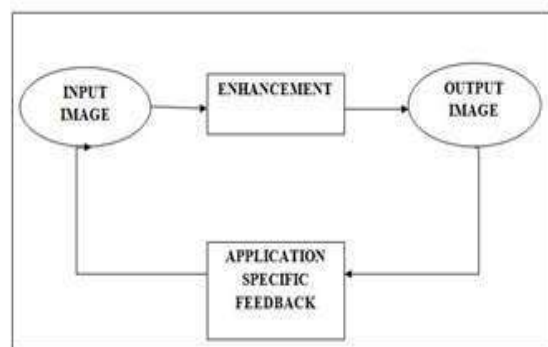 INPUT
IMAGE
ENHANCEMENT
OUTPUT
IMAGE
APPLICATION
SPECIFIC
FEEDBACK